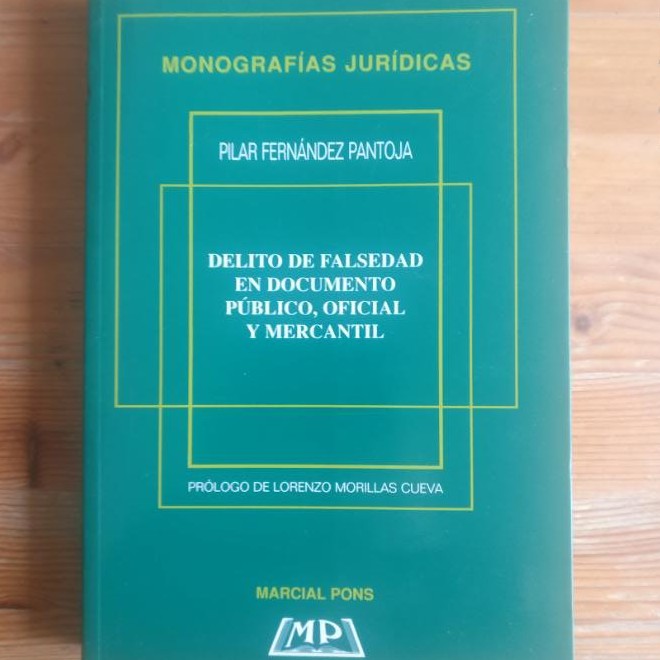 MONOGRAFÍAS JURÍDICAS
PILAR FERNÁNDEZ PANTOJA
DELITO DE FALSEDAD
EN DOCUMENTO
PÚBLICO, OFICIAL
Y MERCANTIL
PRÓLOGO DE LORENZO MORILLAS CUEVA
MARCIAL PONS
MP